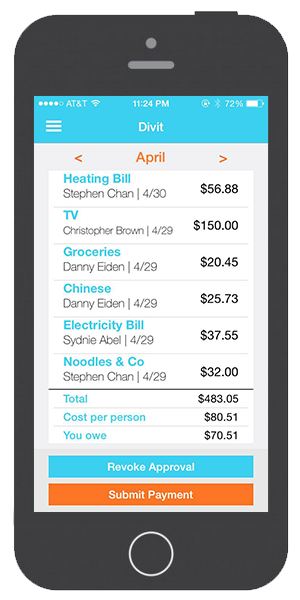 AT&T 11:24 PM 72%
Divit
< April >
Heating Bill
Stephen Chan | 4/30 $56.88
TV
Christopher Brown | 4/29 $150.00
Groceries
Danny Eiden | 4/29 $20.45
Chinese
Danny Eiden | 4/29 $25.73
Electricity Bill
Sydnie Abel | 4/29 $37.55
Noodles & Co
Stephen Chan | 4/29 $32.00
Total $483.05
Cost per person $80.51
You owe $70.51
Revoke Approval
Submit Payment